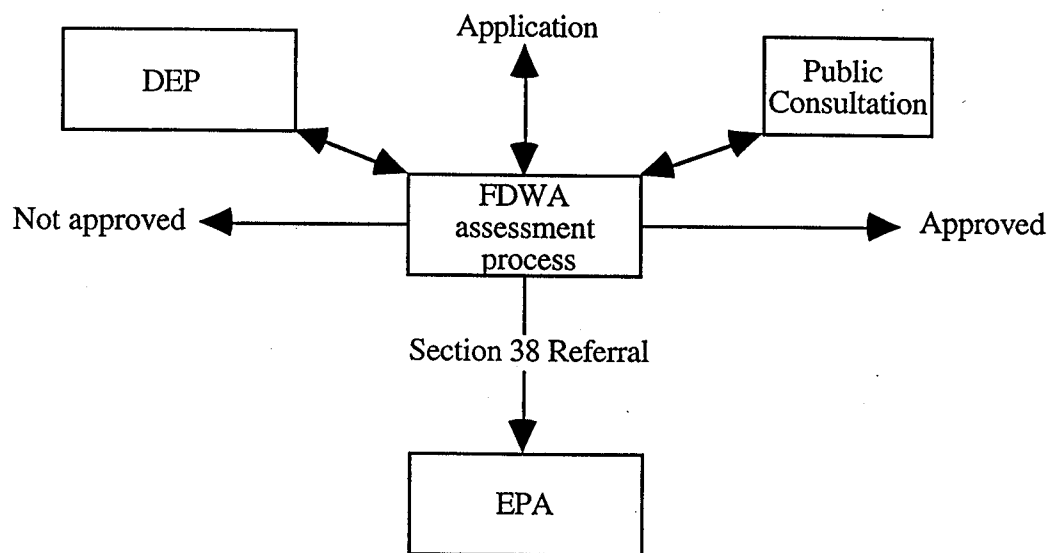 Application
DEP
Public
Consultation
FDWA
assessment
process
Not approved
Approved
Section 38 Referral
EPA